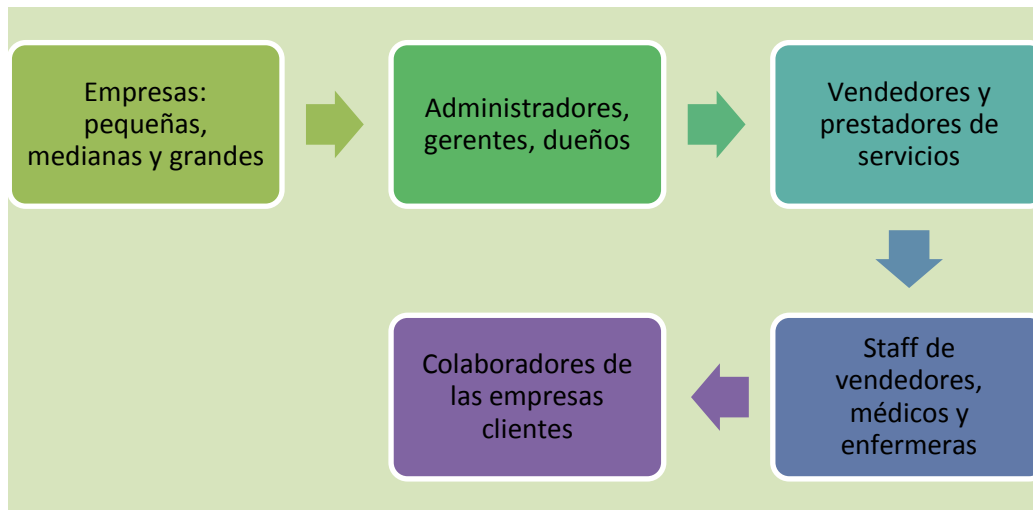 Empresas:
pequeñas,
medianas y grandes
Administradores,
gerentes, dueños
Vendedores y
prestadores de
servicios
Staff de
vendedores,
médicos y
enfermeras
Colaboradores de
las empresas
clientes